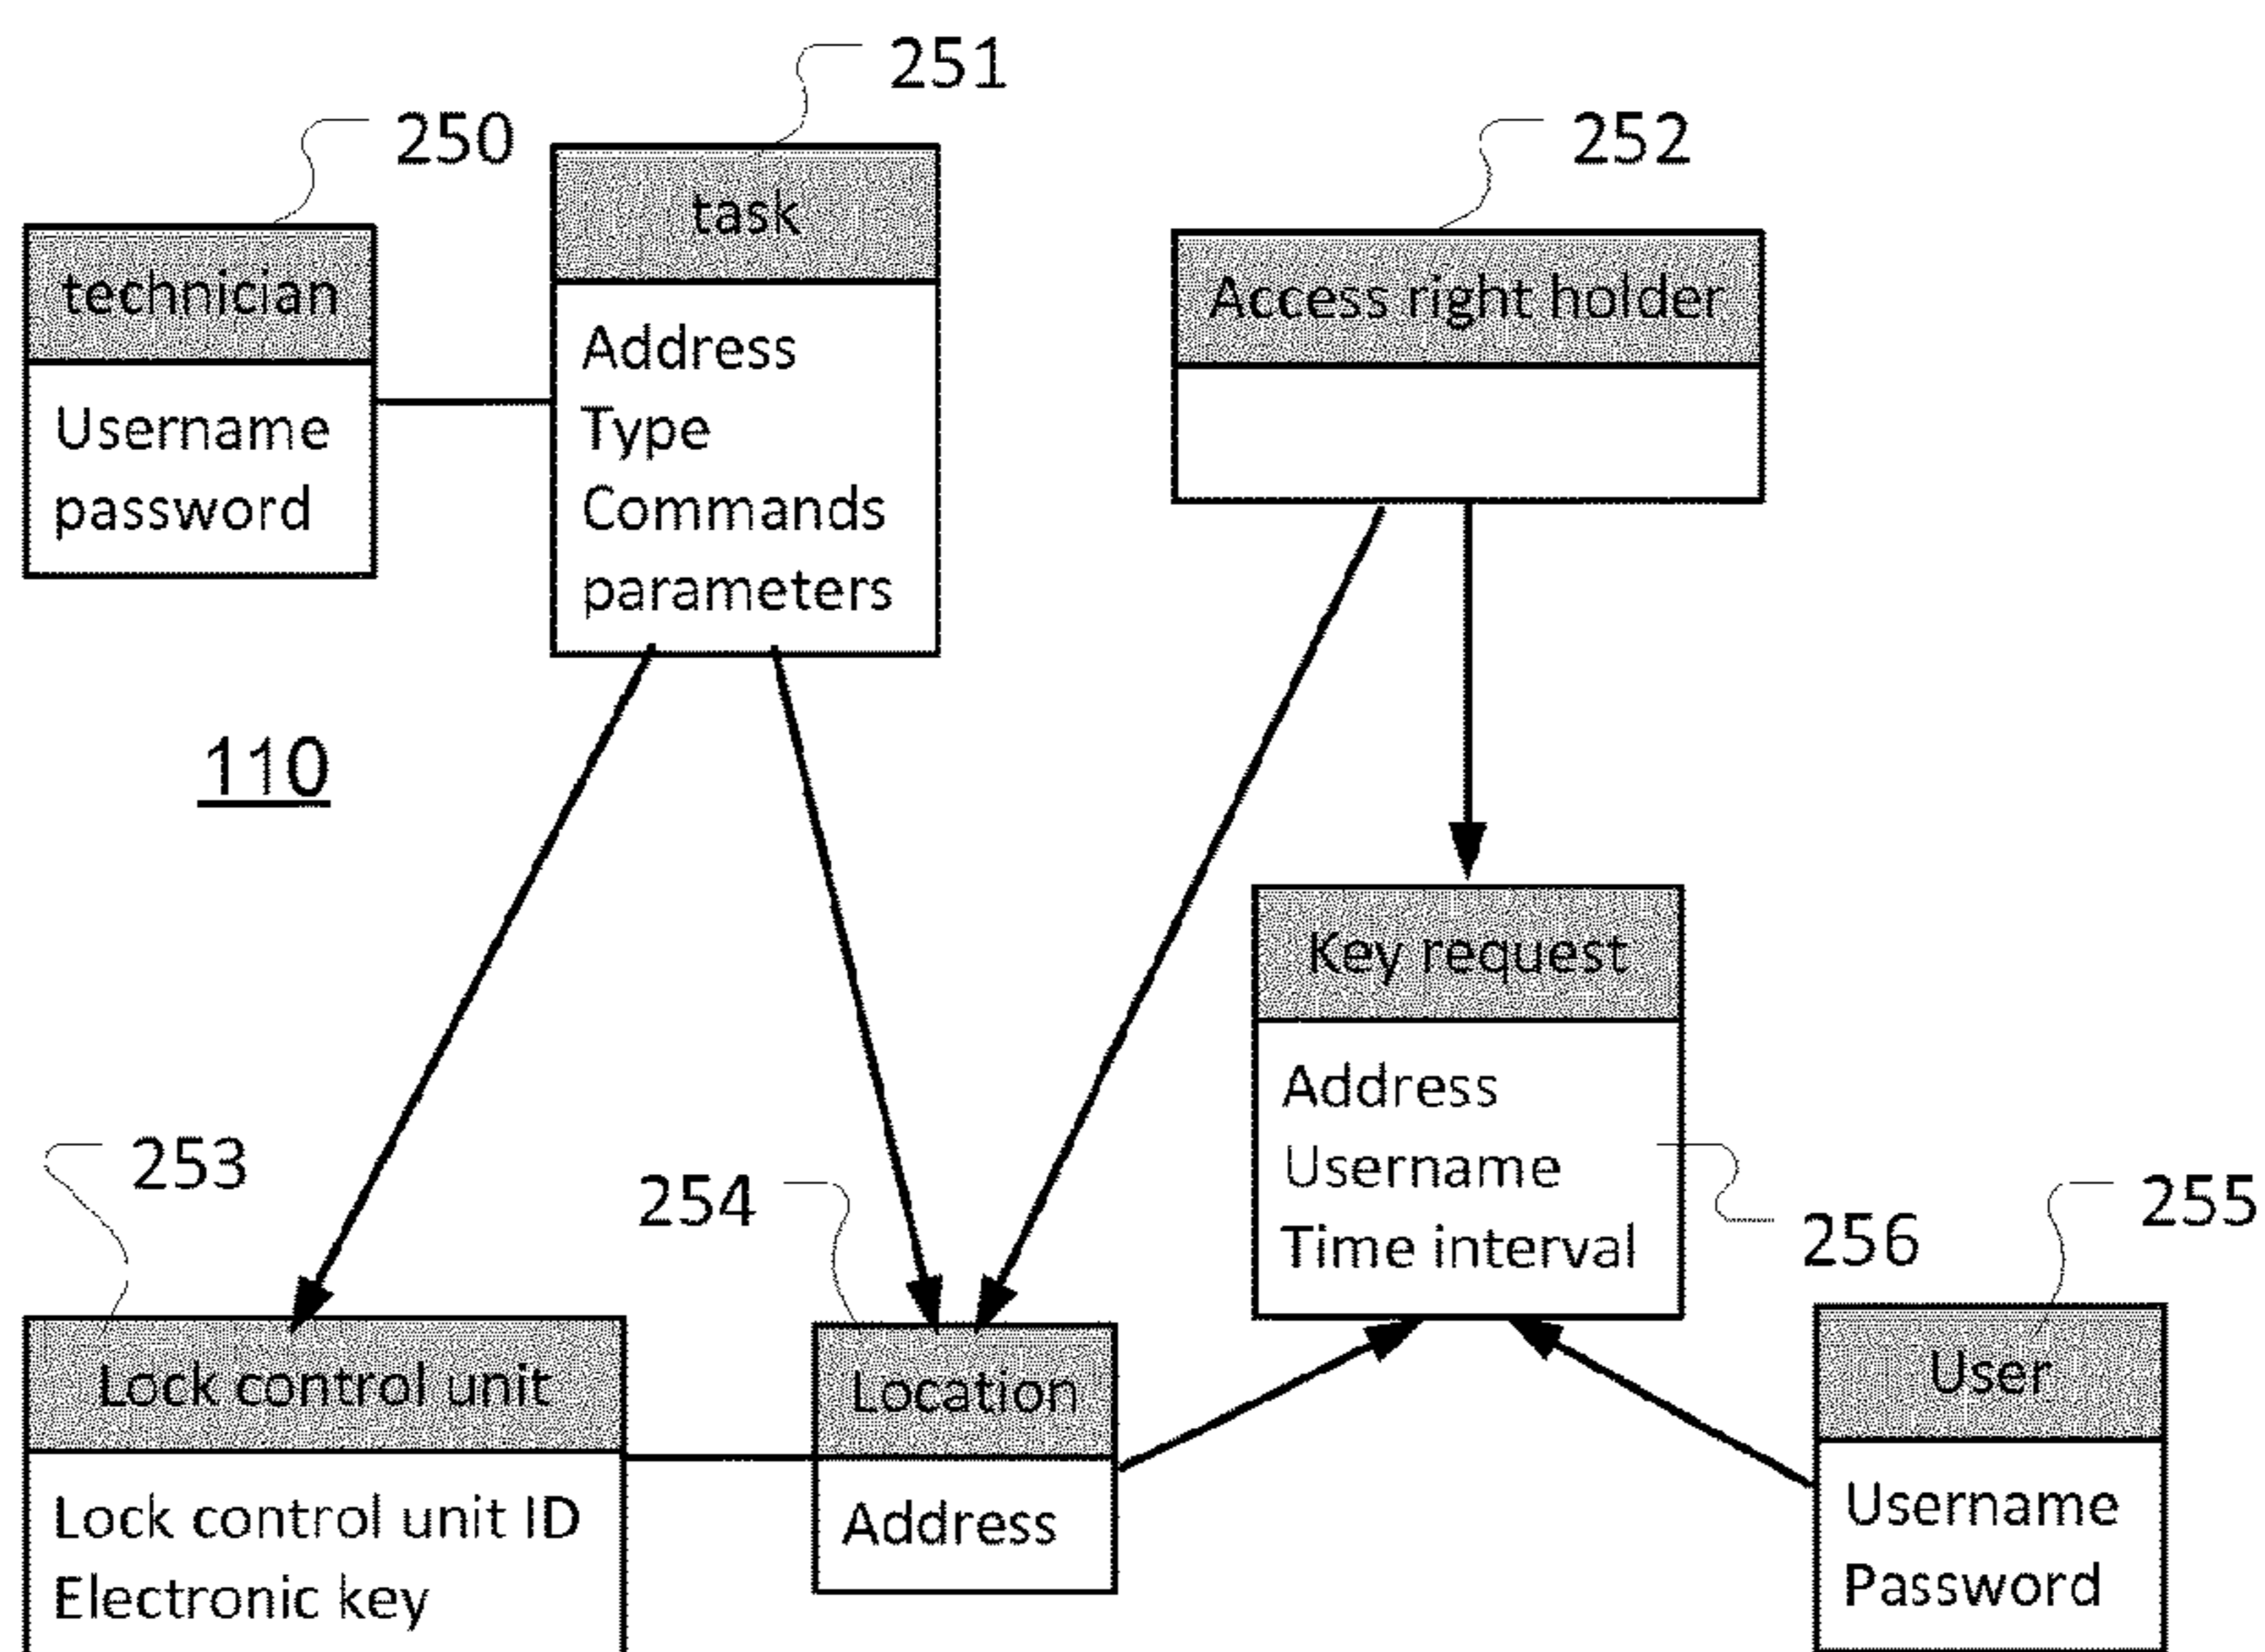 251
250
252
task
technician
Access right holder
Address
Type
Commands
parameters
Username
password
110
Key request
Address
Username
Time interval
253
254
256
255
Lock control unit
Lock control unit ID
Electronic key
Location
Address
User
Username
Password